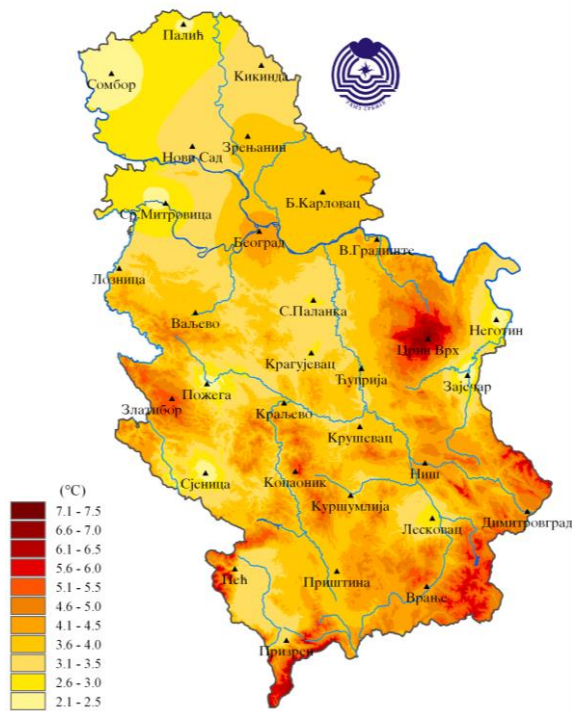 Палић
Сомбор
Кикинда
Нови Сад
Зрењанин
Б.Карловац
Ср.Митровица
Београд
В.Градиште
Лозница
С.Паланка
Ваљево
Неготин
Црни Врх
Крагујевац
Ћуприја
Зајечар
Пожега
Златибор
Краљево
Крушевац
Ниш
Сјеница
Копаоник
Куршумлија
Димитровград
Лесковац
Пећ
Приштина
Врање
Призрен
(°C)
7.1 - 7.5
6.6 - 7.0
6.1 - 6.5
5.6 - 6.0
5.1 - 5.5
4.6 - 5.0
4.1 - 4.5
3.6 - 4.0
3.1 - 3.5
2.6 - 3.0
2.1 - 2.5